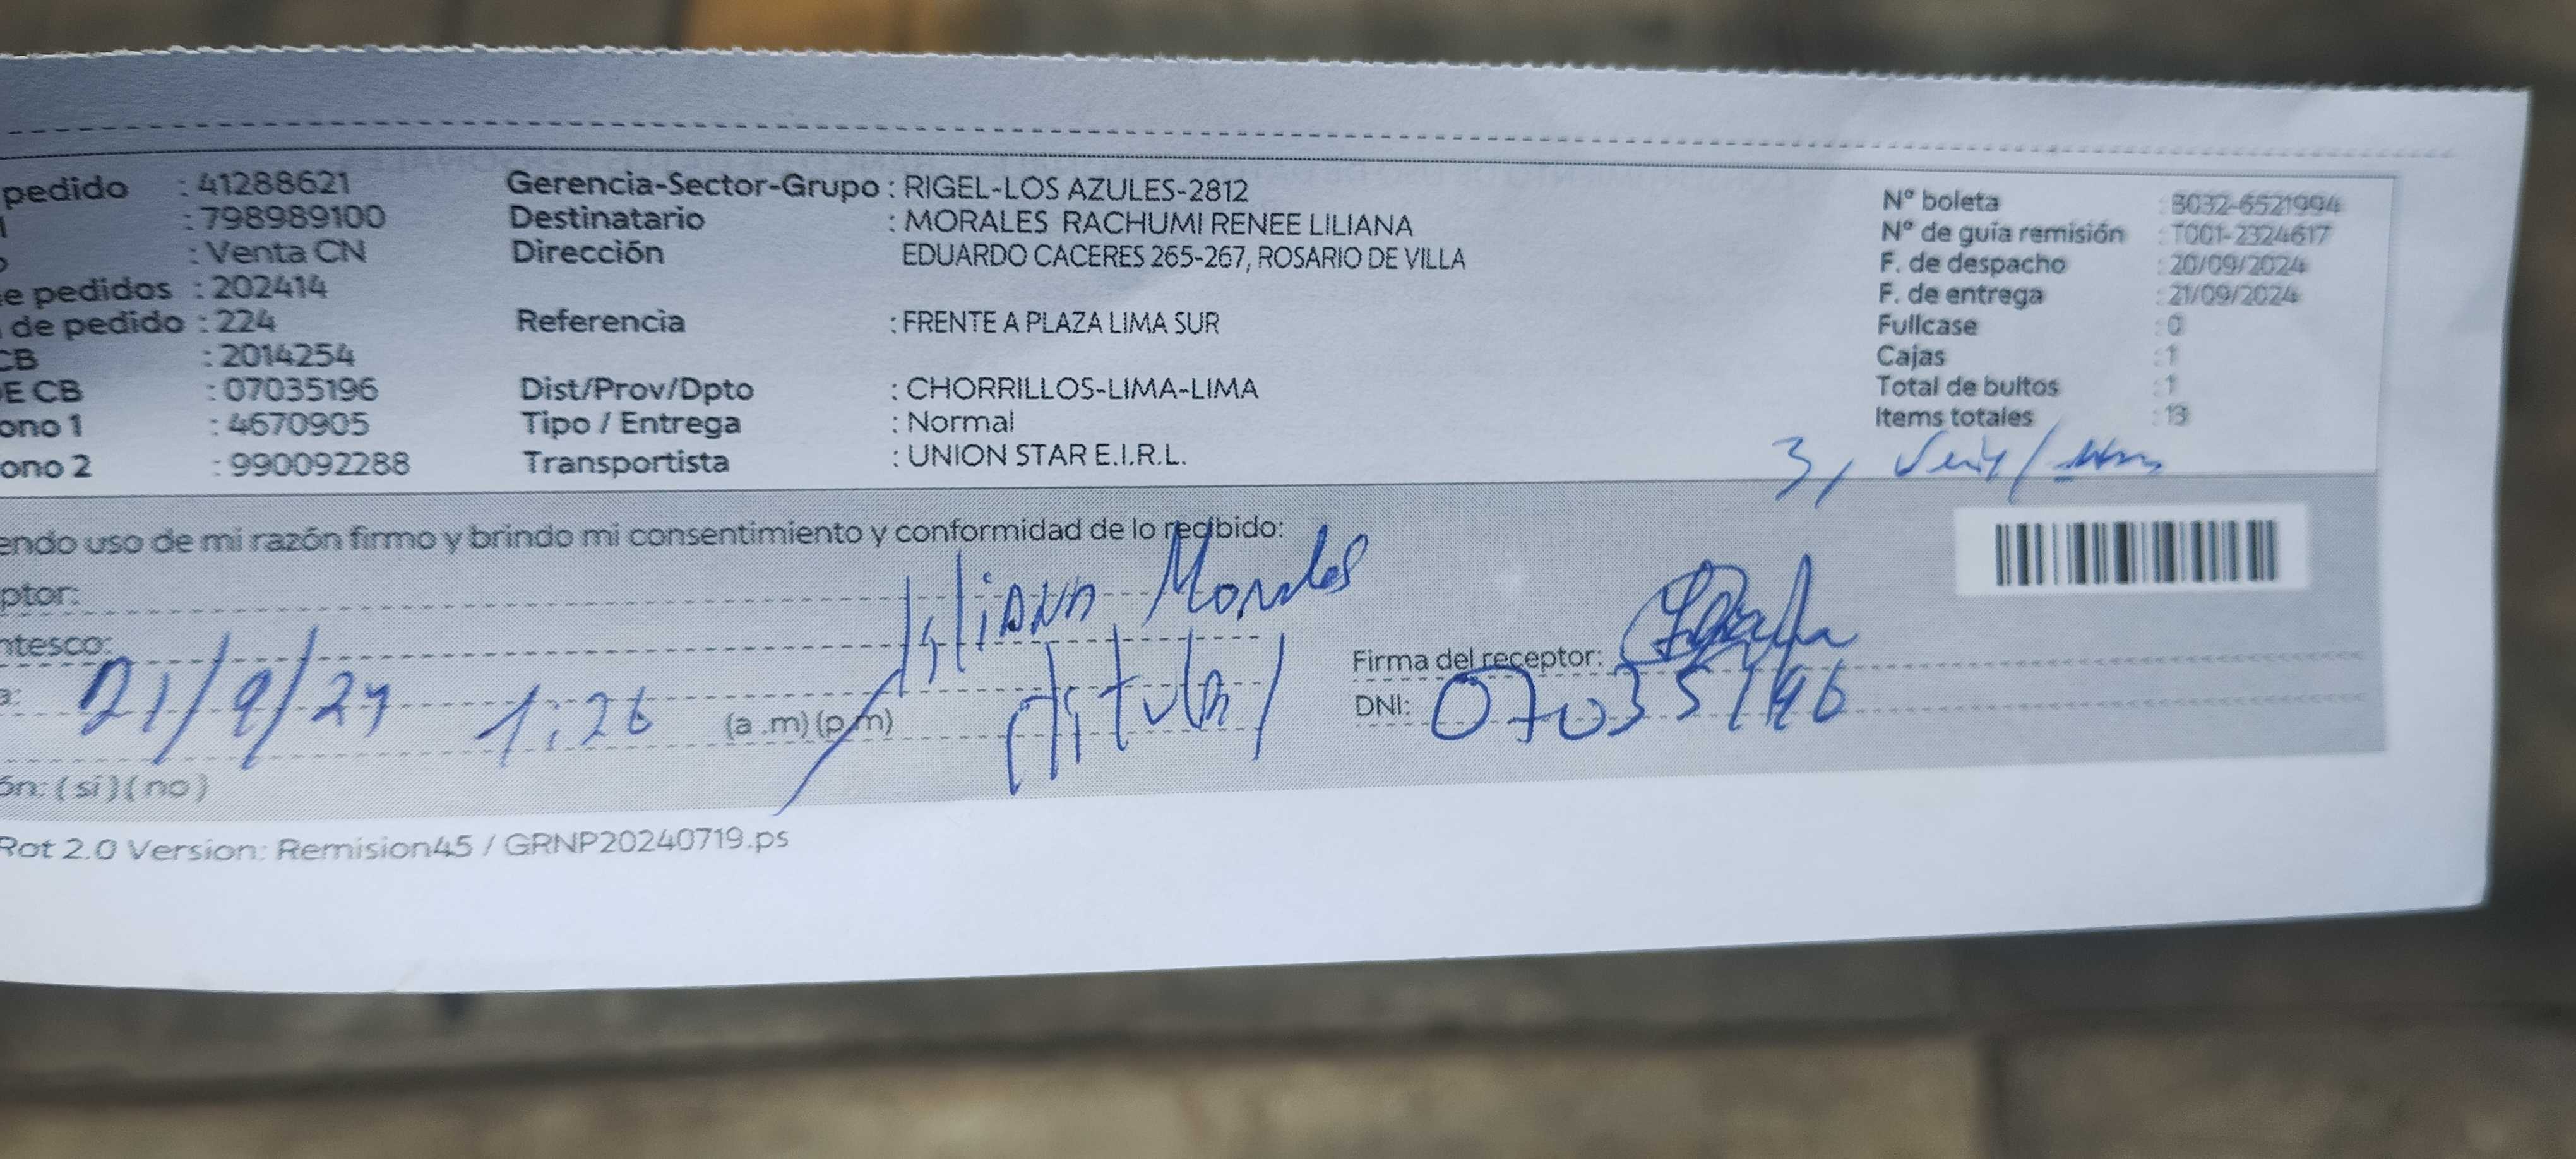 pedido : 41288621 Gerencia-Sector-Grupo : RIGEL-LOS AZULES-2812 Nº boleta : B032-6521994
: 798989100 Destinatario : MORALES RACHUMI RENEE LILIANA Nº de guía remisión : T001-2324617
: Venta CN Dirección EDUARDO CACERES 265-267, ROSARIO DE VILLA F. de despacho : 20/09/2024
e pedidos : 202414 F. de entrega : 21/09/2024
de pedido : 224 Referencia : FRENTE A PLAZA LIMA SUR Fullcase : 0
CB : 2014254 Cajas : 1
E CB : 07035196 Dist/Prov/Dpto : CHORRILLOS-LIMA-LIMA Total de bultos : 1
ono 1 : 4670905 Tipo / Entrega : Normal Items totales : 13
ono 2 : 990092288 Transportista : UNION STAR E.I.R.L.
3,
endo uso de mi razón firmo y brindo mi consentimiento y conformidad de lo recibido:
ptor: Liliana Morales
ntesco: titular Firma del receptor:
a: 21/9/24 1:26 (a .m) (p.m) DNI: 07035196
ón: ( si ) ( no )
Rot 2.0 Version: Remision45 / GRNP20240719.ps